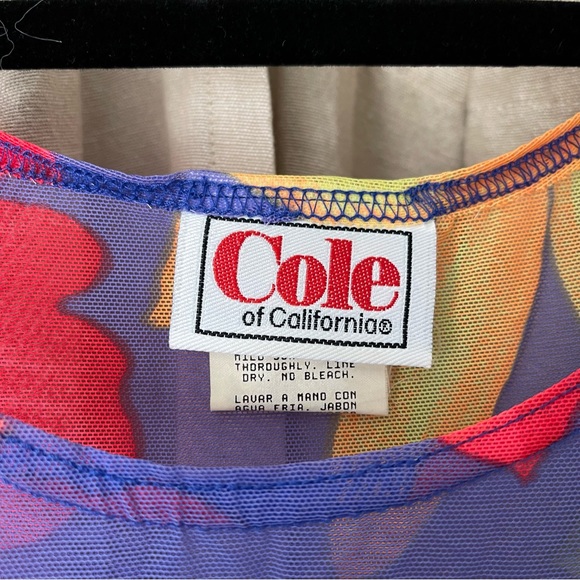 Cole
of California®
THOROUGHLY. LINE
DRY. NO BLEACH.
LAVAR A MANO CON
AGUA FRIA. JABON